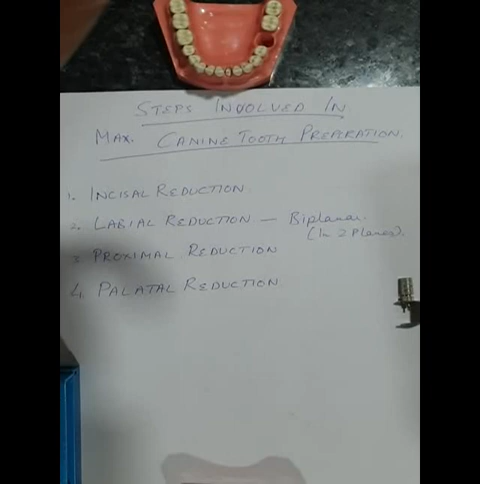 STEPS INVOLVED IN
MAX. CANINE TOOTH PREPARATION.
1. INCISAL REDUCTION
2. LABIAL REDUCTION — Biplanar
(In 2 Planes).
3 PROXIMAL REDUCTION
4. PALATAL REDUCTION